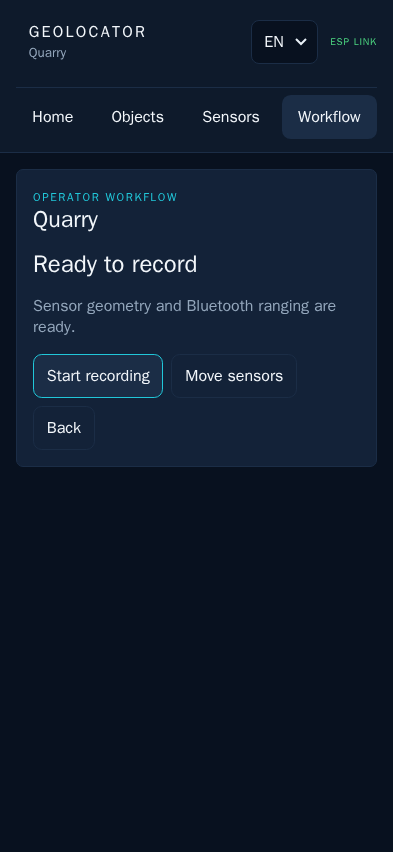 GEOLOCATOR
Quarry
EN
ESP LINK
Home Objects Sensors Workflow
OPERATOR WORKFLOW
Quarry
Ready to record
Sensor geometry and Bluetooth ranging are
ready.
Start recording Move sensors
Back